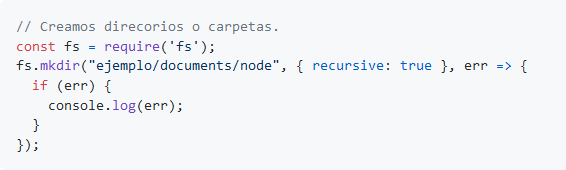 // Creamos direcorios o carpetas.
const fs = require('fs');
fs.mkdir("ejemplo/documents/node", { recursive: true }, err => {
  if (err) {
    console.log(err);
  }
});